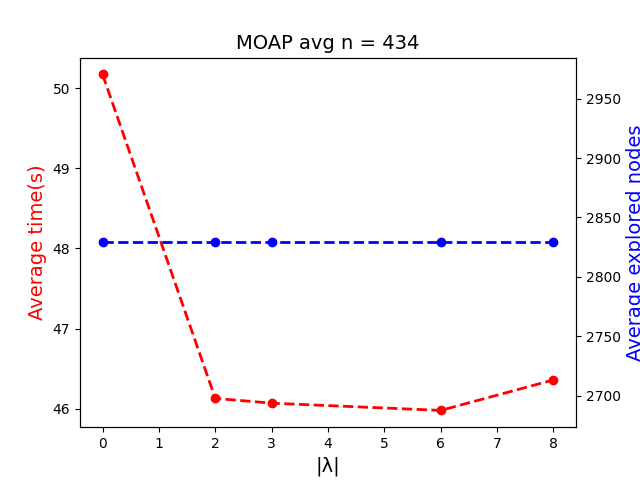 MOAP avg n = 434
Average time(s)
50
49
48
47
46
2950
2900
2850
2800
2750
2700
Average explored nodes
0 1 2 3 4 5 6 7 8
|λ|